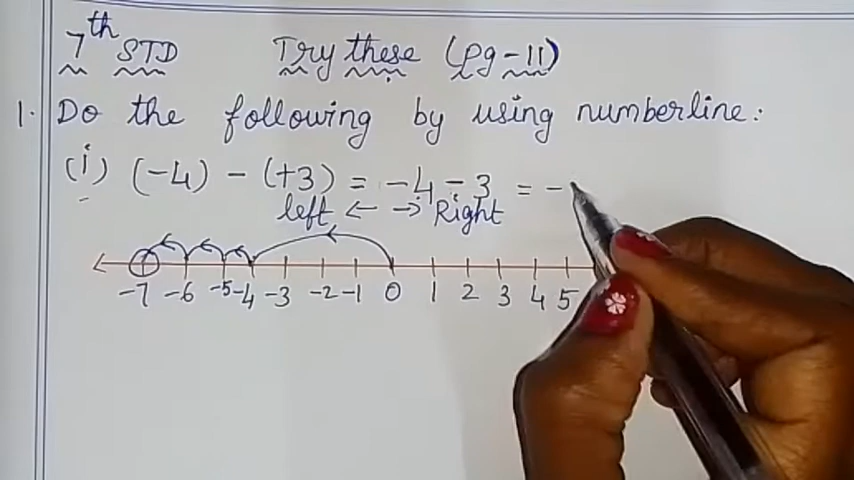 7th STD Try these (pg-11)
1. Do the following by using numberline:
(i) (-4) - (+3) = -4 - 3 = -
left ← → Right
-7 -6 -5 -4 -3 -2 -1 0 1 2 3 4 5